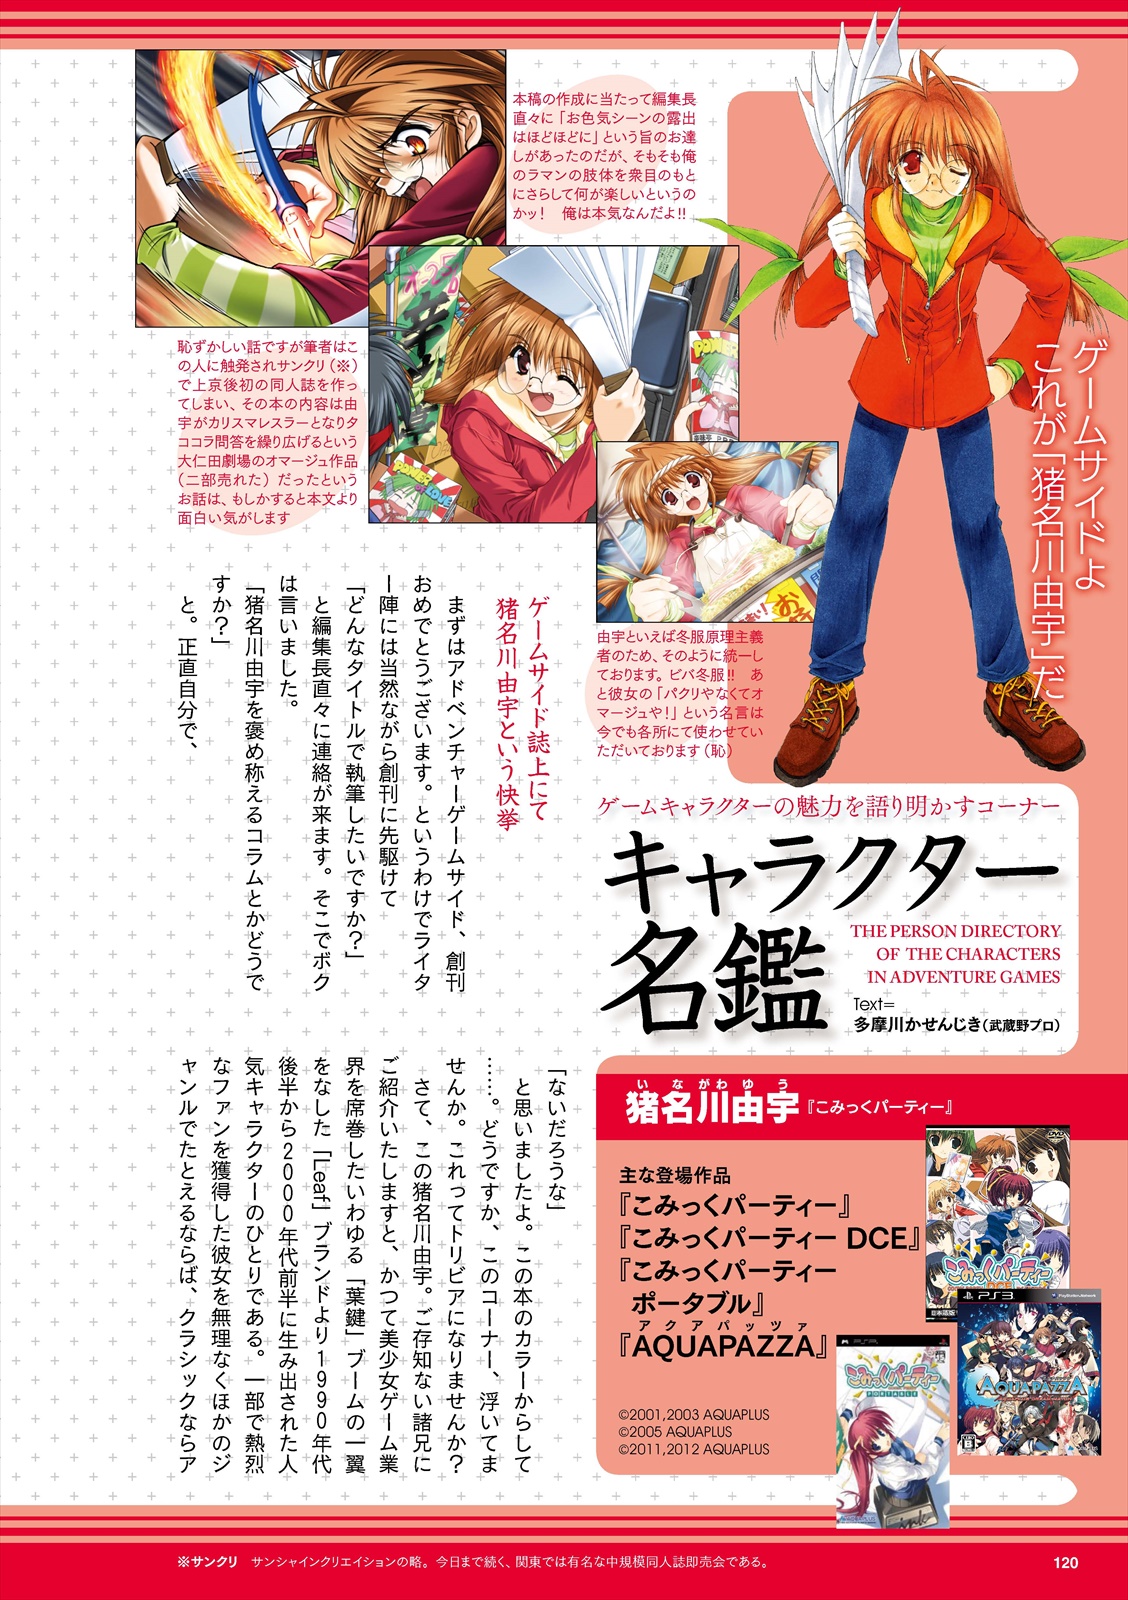 ゲームサイドよ
これが「猪名川由宇」だ
本稿の作成に当たって編集長
直々に「お色気シーンの露出
はほどほどに」という旨のお達
しがあったのだが、そもそも俺
のラマンの肢体を衆目のもと
にさらして何が楽しいというの
かッ！　俺は本気なんだよ!!
恥ずかしい話ですが筆者はこ
の人に触発されサンクリ（※）
で上京後初の同人誌を作っ
てしまい、その本の内容は由
宇がカリスマレスラーとなりタ
ココラ問答を繰り広げるという
大仁田劇場のオマージュ作品
（二部売れた）だったという
お話は、もしかすると本文より
面白い気がします
由宇といえば冬服原理主義
者のため、そのように統一し
ております。ビバ冬服!!　あ
と彼女の「パクリやなくてオ
マージュや！」という名言は
今でも各所にて使わせてい
ただいております（恥）
ゲームキャラクターの魅力を語り明かすコーナー
キャラクター
名鑑
THE PERSON DIRECTORY
OF THE CHARACTERS
IN ADVENTURE GAMES
Text=
多摩川かせんじき（武蔵野プロ）
いながわゆう
猪名川由宇『こみっくパーティー』
主な登場作品
『こみっくパーティー』
『こみっくパーティー DCE』
『こみっくパーティー
ポータブル』
アクアパッツァ
『AQUAPAZZA』
©2001,2003 AQUAPLUS
©2005 AQUAPLUS
©2011,2012 AQUAPLUS
こみっくパーティー
DCE
PS3
AQUAPAZZA
PSP
こみっくパーティー
PORTABLE
POWER
POWER OF LOVE
ゲームサイド誌上にて
猪名川由宇という快挙
まずはアドベンチャーゲームサイド、創刊
おめでとうございます。というわけでライタ
ー陣には当然ながら創刊に先駆けて
「どんなタイトルで執筆したいですか？」
と編集長直々に連絡が来ます。そこでボク
は言いました。
「猪名川由宇を褒め称えるコラムとかどうで
すか？」
と。正直自分で、
「ないだろうな」
と思いましたよ。この本のカラーからして
……。どうですか、このコーナー、浮いてま
せんか。これってトリビアになりませんか？
さて、この猪名川由宇。ご存知ない諸兄に
ご紹介いたしますと、かつて美少女ゲーム業
界を席巻したいわゆる「葉鍵」ブームの一翼
をなした「Leaf」ブランドより1990年代
後半から2000年代前半に生み出された人
気キャラクターのひとりである。一部で熱烈
なファンを獲得した彼女を無理なくほかのジ
ャンルでたとえるならば、クラシックならア
※サンクリ　サンシャインクリエイションの略。今日まで続く、関東では有名な中規模同人誌即売会である。
120